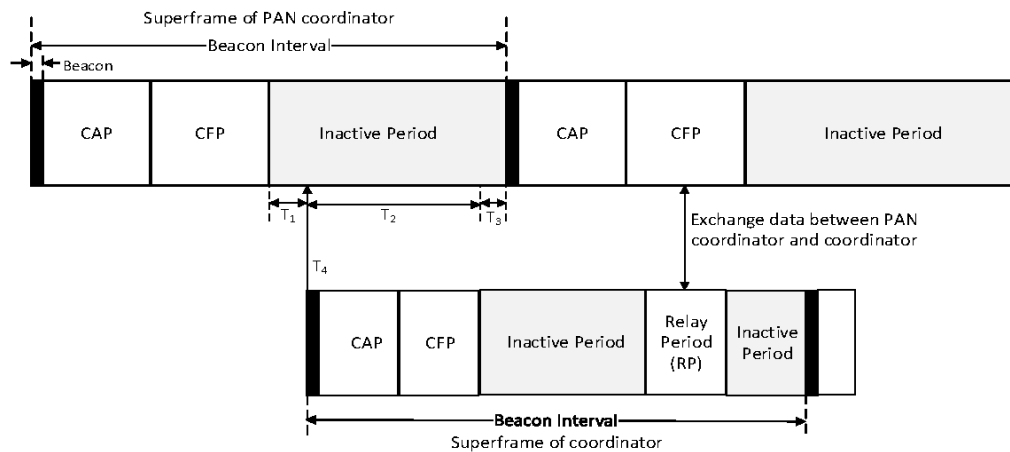 Superframe of PAN coordinator
Beacon Interval
Beacon
CAP
CFP
Inactive Period
CAP
CFP
Inactive Period
T₁
T₂
T₃
Exchange data between PAN
coordinator and coordinator
T₄
CAP
CFP
Inactive Period
Relay
Period
(RP)
Inactive
Period
Beacon Interval
Superframe of coordinator